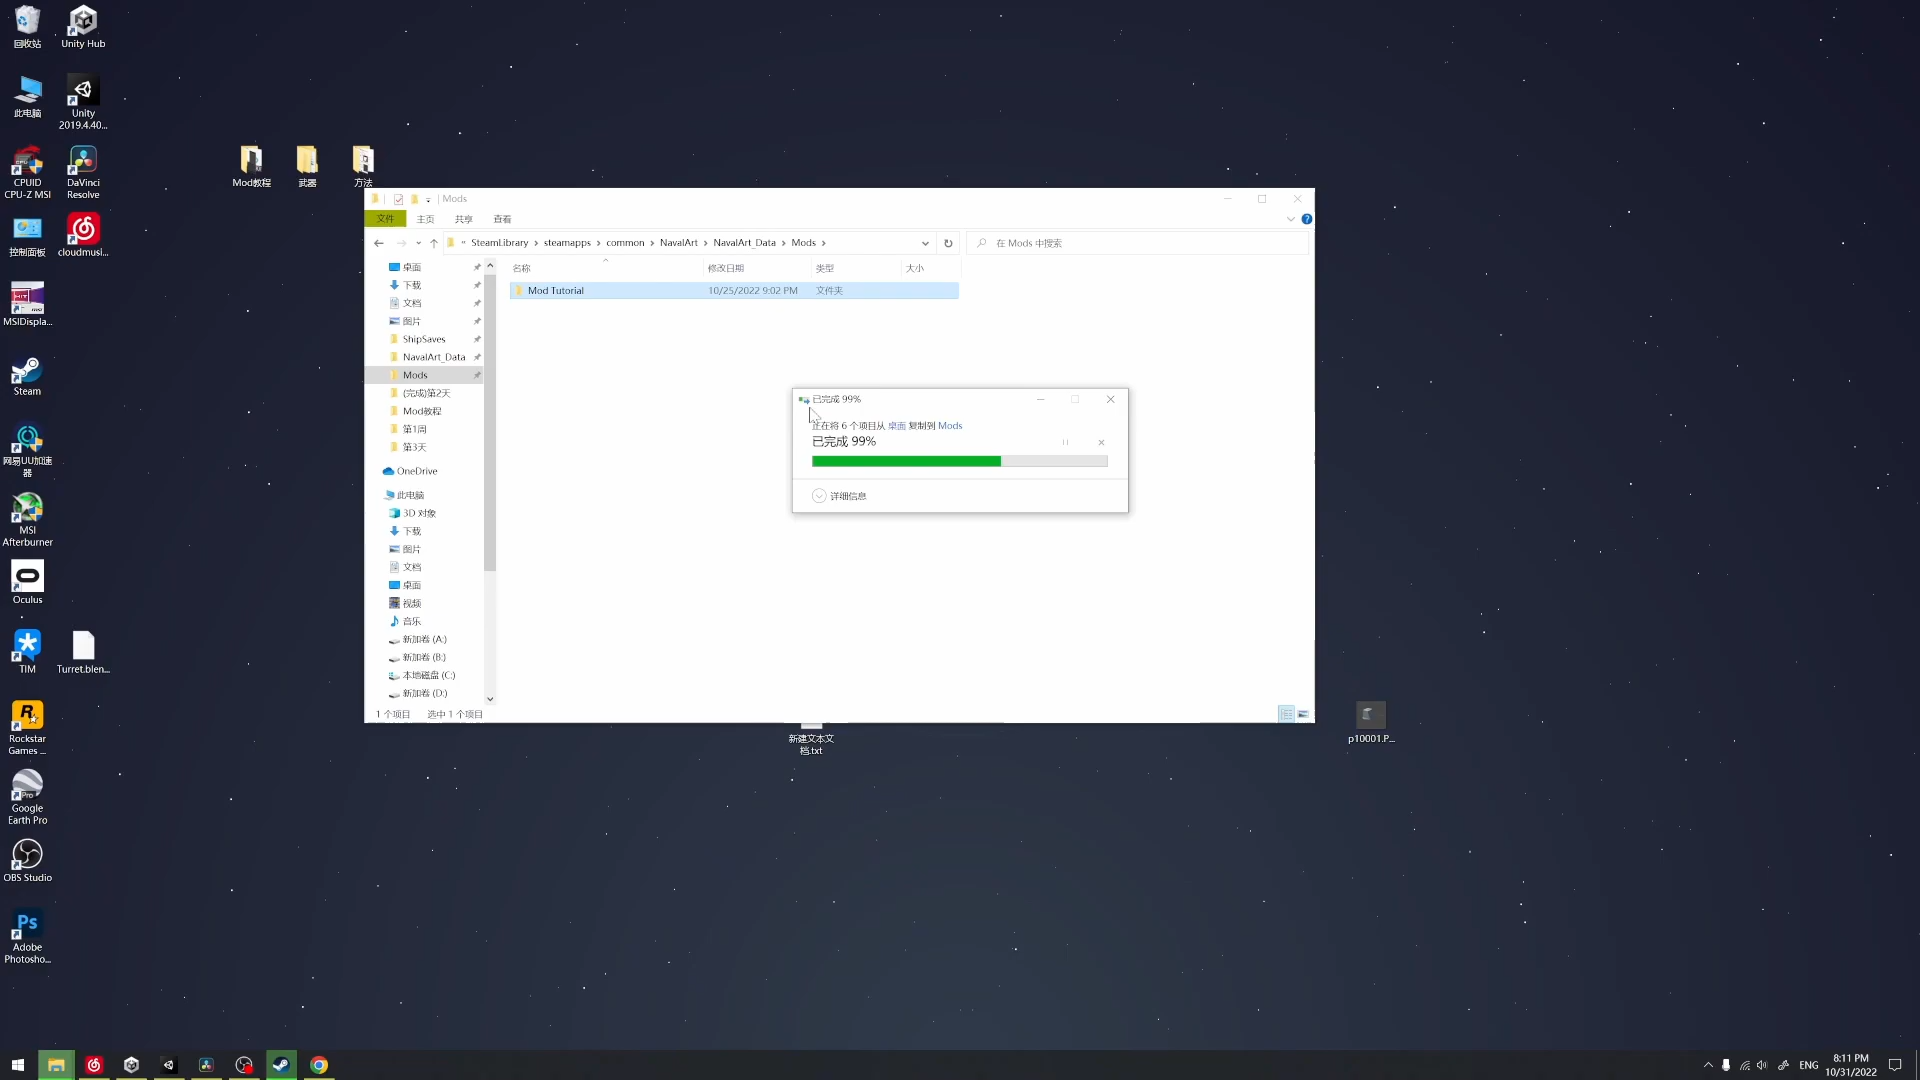 回收站
Unity Hub
此电脑
Unity
2019.4.40...
CPUID
CPU-Z MSI
DaVinci
Resolve
控制面板
cloudmusi...
MSIDispla...
Steam
网易UU加速
器
MSI
Afterburner
Oculus
TIM
Turret.blen...
Rockstar
Games ...
Google
Earth Pro
OBS Studio
Adobe
Photosho...
Mod教程
武器
方法
Mods
文件
主页
共享
查看
SteamLibrary
steamapps
common
NavalArt
NavalArt_Data
Mods
在 Mods 中搜索
名称
修改日期
类型
大小
Mod Tutorial
10/25/2022 9:02 PM
文件夹
桌面
下载
文档
图片
ShipSaves
NavalArt_Data
Mods
(完成)第2天
Mod教程
第1周
第3天
OneDrive
此电脑
3D 对象
下载
图片
文档
桌面
视频
音乐
新加卷 (A:)
新加卷 (B:)
本地磁盘 (C:)
新加卷 (D:)
1 个项目
选中 1 个项目
已完成 99%
正在将 6 个项目从 桌面 复制到 Mods
已完成 99%
详细信息
新建文本文
档.txt
p10001.P...
ENG
8:11 PM
10/31/2022